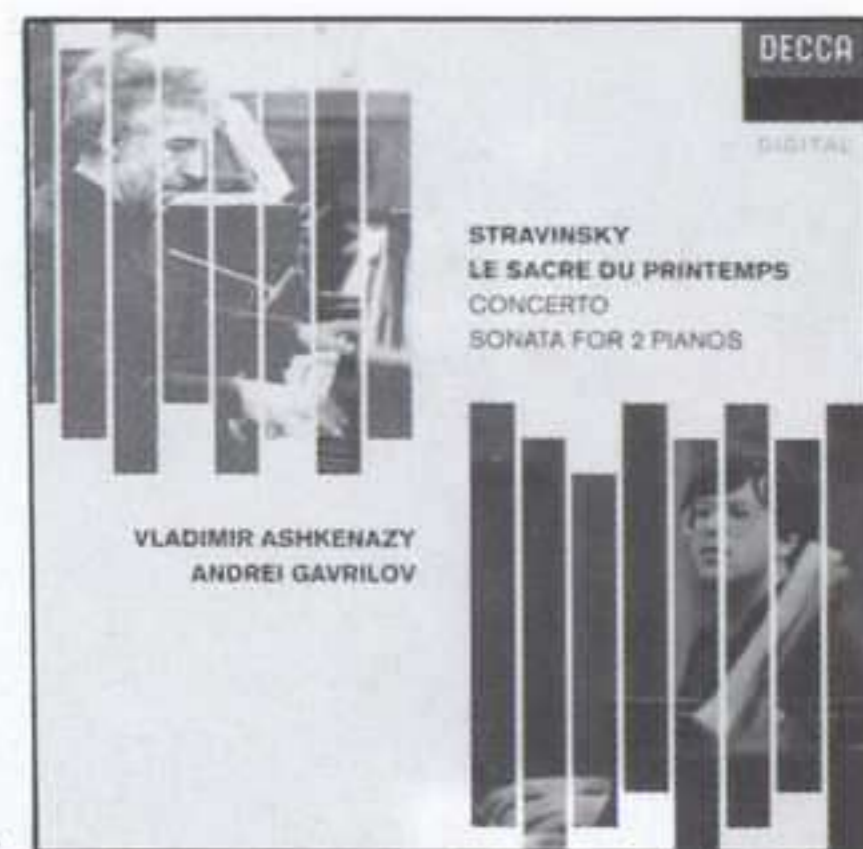 DECCA
DIGITAL
STRAVINSKY
LE SACRE DU PRINTEMPS
CONCERTO
SONATA FOR 2 PIANOS
VLADIMIR ASHKENAZY
ANDREI GAVRILOV